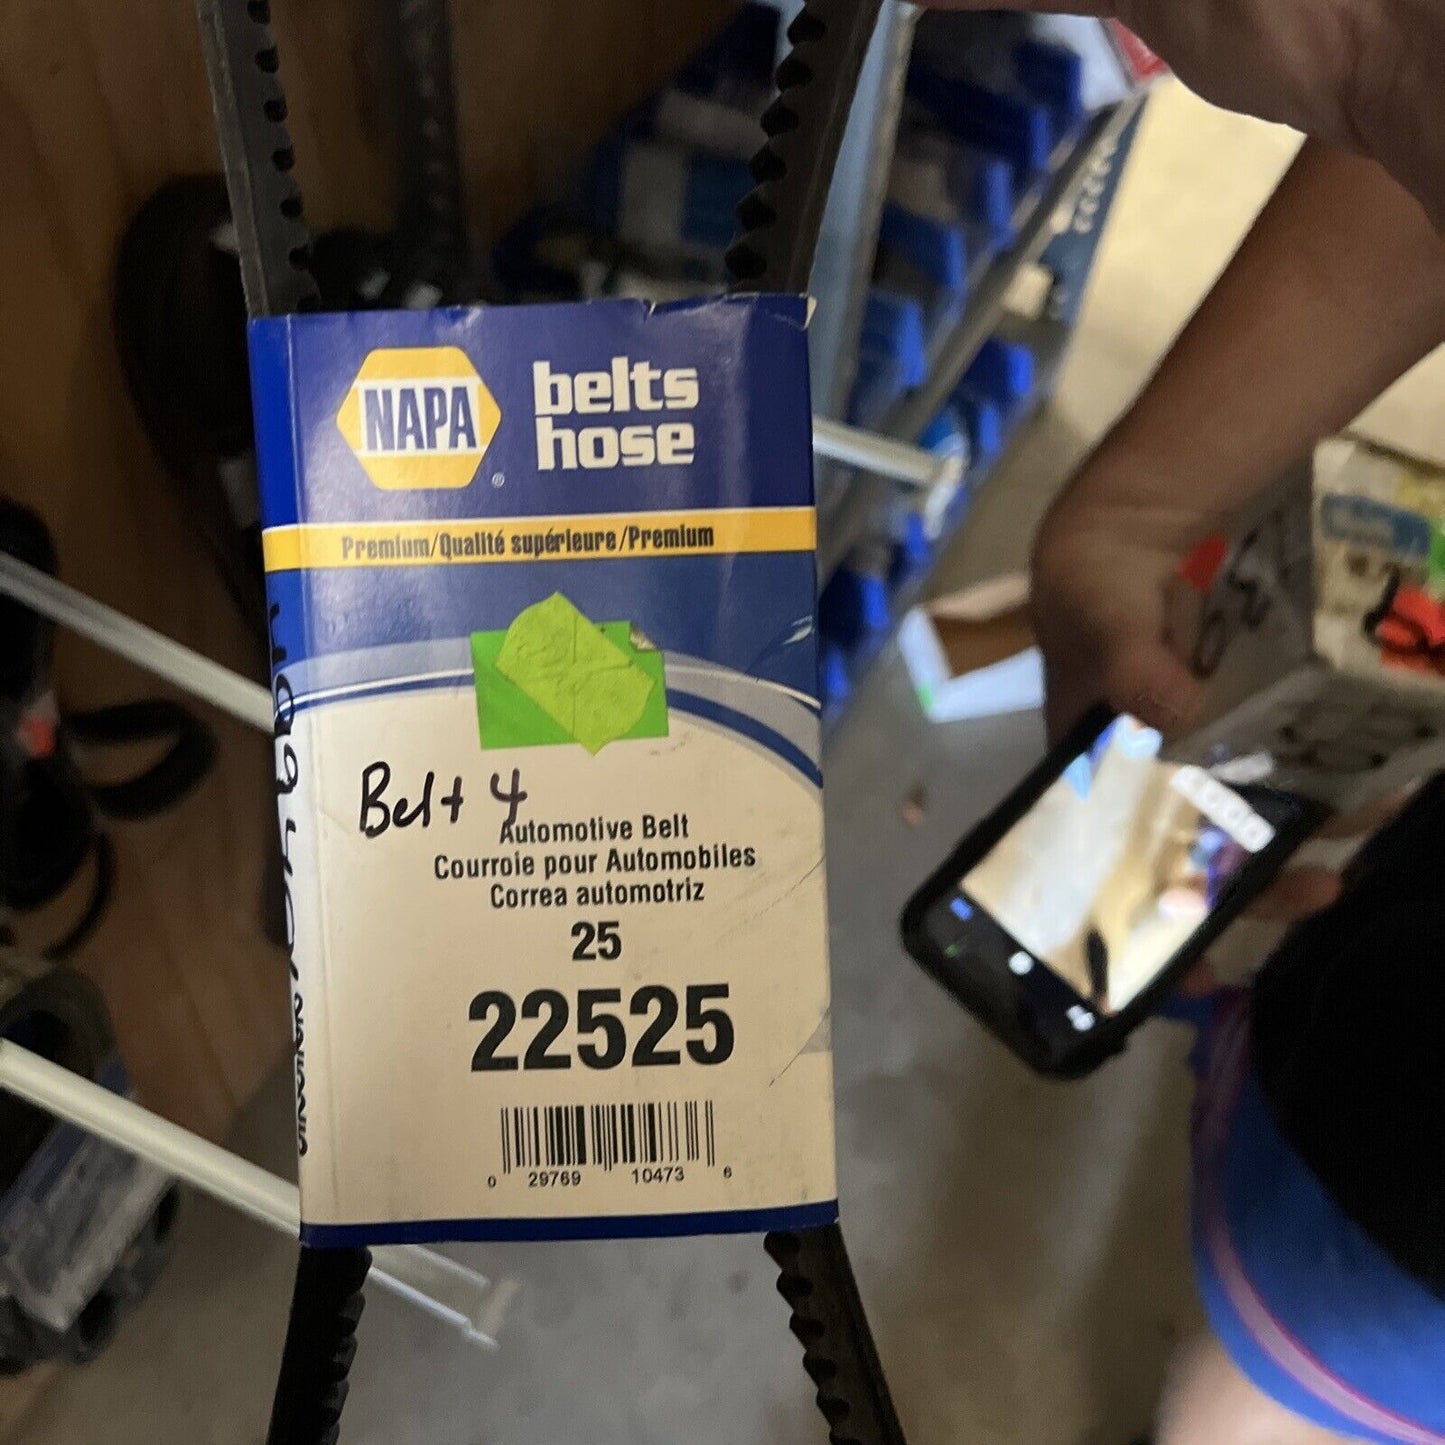 NAPA
®
belts
hose
Premium/Qualité supérieure/Premium
Belt 4
Automotive Belt
Courroie pour Automobiles
Correa automotriz
25
22525
0 29769 10473 6